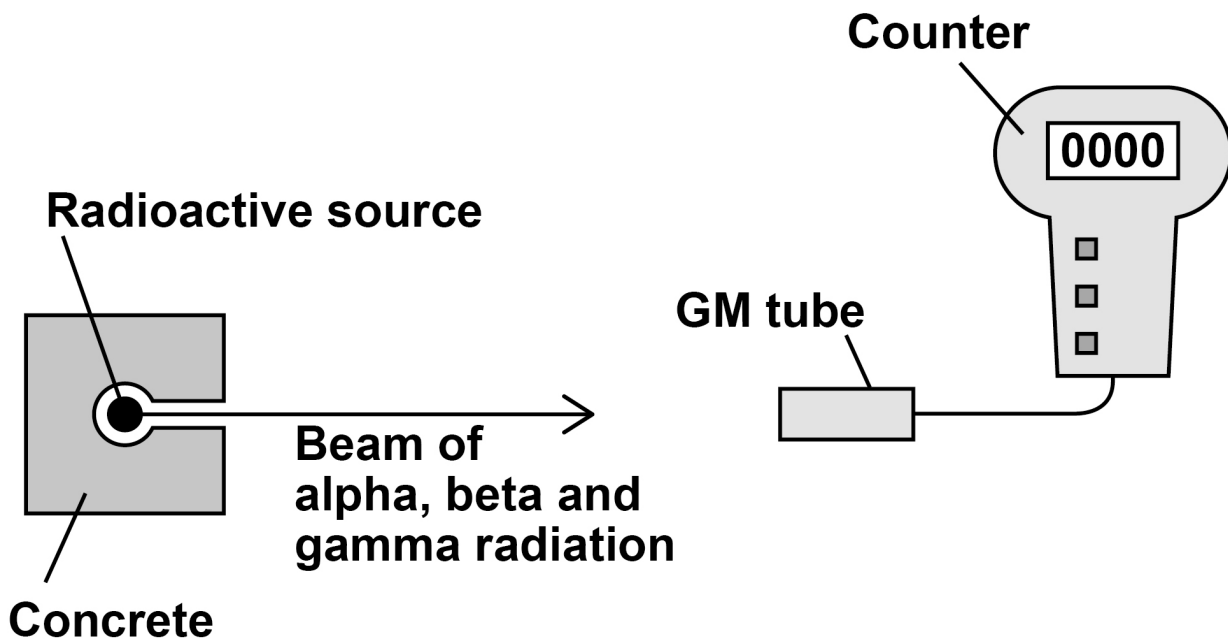 Counter
0000
Radioactive source
GM tube
Beam of
alpha, beta and
gamma radiation
Concrete